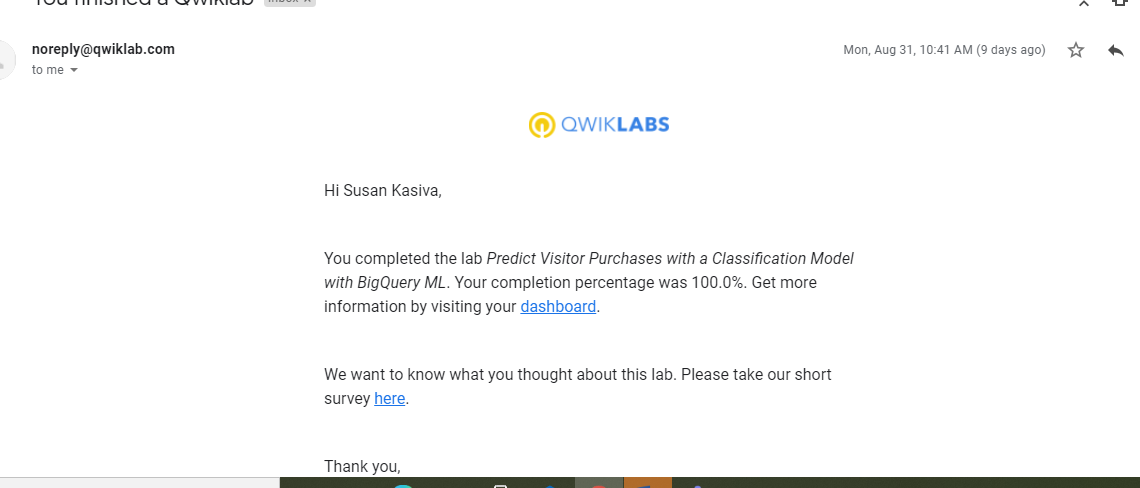 You finished a Qwiklab Inbox x
noreply@qwiklab.com Mon, Aug 31, 10:41 AM (9 days ago)
to me
QWIKLABS
Hi Susan Kasiva,
You completed the lab Predict Visitor Purchases with a Classification Model
with BigQuery ML. Your completion percentage was 100.0%. Get more
information by visiting your dashboard.
We want to know what you thought about this lab. Please take our short
survey here.
Thank you,